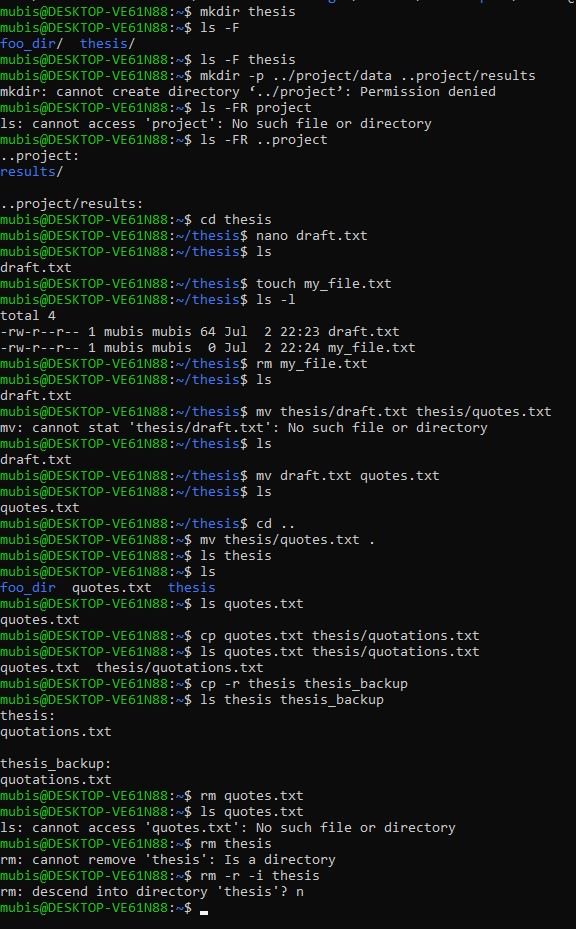 mubis@DESKTOP-VE61N88:~$ mkdir thesis
mubis@DESKTOP-VE61N88:~$ ls -F
foo_dir/  thesis/
mubis@DESKTOP-VE61N88:~$ ls -F thesis
mubis@DESKTOP-VE61N88:~$ mkdir -p ../project/data ..project/results
mkdir: cannot create directory ‘../project’: Permission denied
mubis@DESKTOP-VE61N88:~$ ls -FR project
ls: cannot access 'project': No such file or directory
mubis@DESKTOP-VE61N88:~$ ls -FR ..project
..project:
results/

..project/results:
mubis@DESKTOP-VE61N88:~$ cd thesis
mubis@DESKTOP-VE61N88:~/thesis$ nano draft.txt
mubis@DESKTOP-VE61N88:~/thesis$ ls
draft.txt
mubis@DESKTOP-VE61N88:~/thesis$ touch my_file.txt
mubis@DESKTOP-VE61N88:~/thesis$ ls -l
total 4
-rw-r--r-- 1 mubis mubis 64 Jul  2 22:23 draft.txt
-rw-r--r-- 1 mubis mubis  0 Jul  2 22:24 my_file.txt
mubis@DESKTOP-VE61N88:~/thesis$ rm my_file.txt
mubis@DESKTOP-VE61N88:~/thesis$ ls
draft.txt
mubis@DESKTOP-VE61N88:~/thesis$ mv thesis/draft.txt thesis/quotes.txt
mv: cannot stat 'thesis/draft.txt': No such file or directory
mubis@DESKTOP-VE61N88:~/thesis$ ls
draft.txt
mubis@DESKTOP-VE61N88:~/thesis$ mv draft.txt quotes.txt
mubis@DESKTOP-VE61N88:~/thesis$ ls
quotes.txt
mubis@DESKTOP-VE61N88:~/thesis$ cd ..
mubis@DESKTOP-VE61N88:~$ mv thesis/quotes.txt .
mubis@DESKTOP-VE61N88:~$ ls thesis
mubis@DESKTOP-VE61N88:~$ ls
foo_dir  quotes.txt  thesis
mubis@DESKTOP-VE61N88:~$ ls quotes.txt
quotes.txt
mubis@DESKTOP-VE61N88:~$ cp quotes.txt thesis/quotations.txt
mubis@DESKTOP-VE61N88:~$ ls quotes.txt thesis/quotations.txt
quotes.txt  thesis/quotations.txt
mubis@DESKTOP-VE61N88:~$ cp -r thesis thesis_backup
mubis@DESKTOP-VE61N88:~$ ls thesis thesis_backup
thesis:
quotations.txt

thesis_backup:
quotations.txt
mubis@DESKTOP-VE61N88:~$ rm quotes.txt
mubis@DESKTOP-VE61N88:~$ ls quotes.txt
ls: cannot access 'quotes.txt': No such file or directory
mubis@DESKTOP-VE61N88:~$ rm thesis
rm: cannot remove 'thesis': Is a directory
mubis@DESKTOP-VE61N88:~$ rm -r -i thesis
rm: descend into directory 'thesis'? n
mubis@DESKTOP-VE61N88:~$